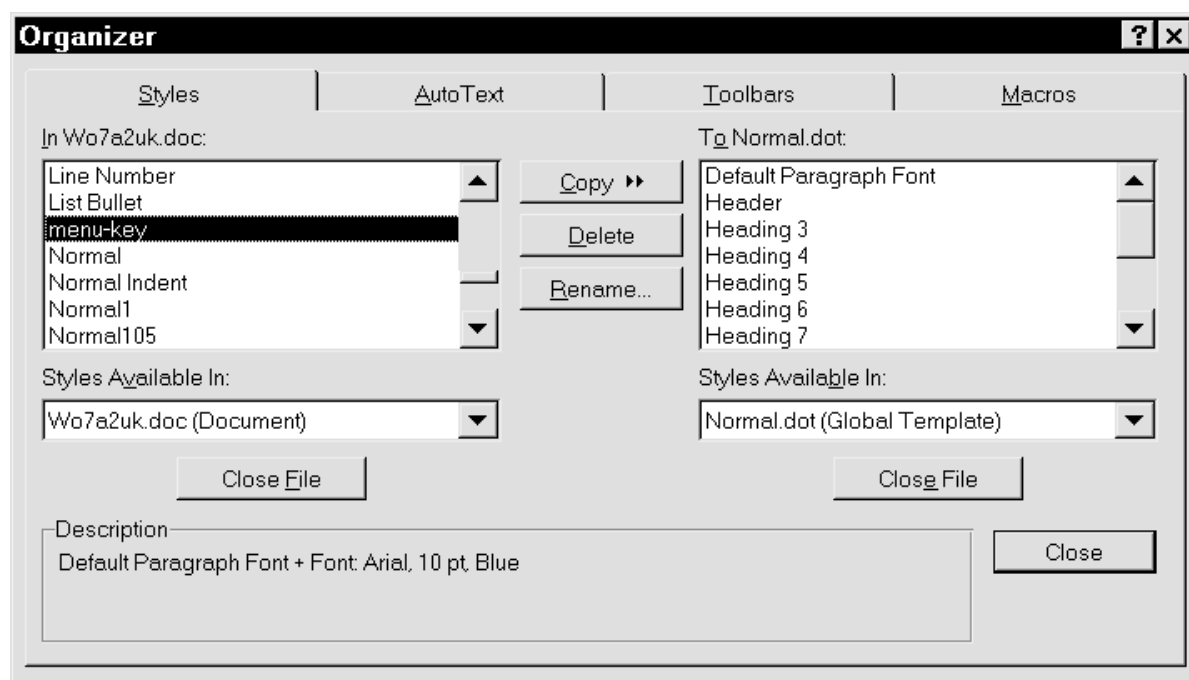 Organizer
? ×
Styles AutoText Toolbars Macros
In Wo7a2uk.doc:
Line Number
List Bullet
menu-key
Normal
Normal Indent
Normal1
Normal105
Copy
Delete
Rename...
To Normal.dot:
Default Paragraph Font
Header
Heading 3
Heading 4
Heading 5
Heading 6
Heading 7
Styles Available In:
Wo7a2uk.doc (Document)
Close File
Styles Available In:
Normal.dot (Global Template)
Close File
Description
Default Paragraph Font + Font: Arial, 10 pt, Blue
Close